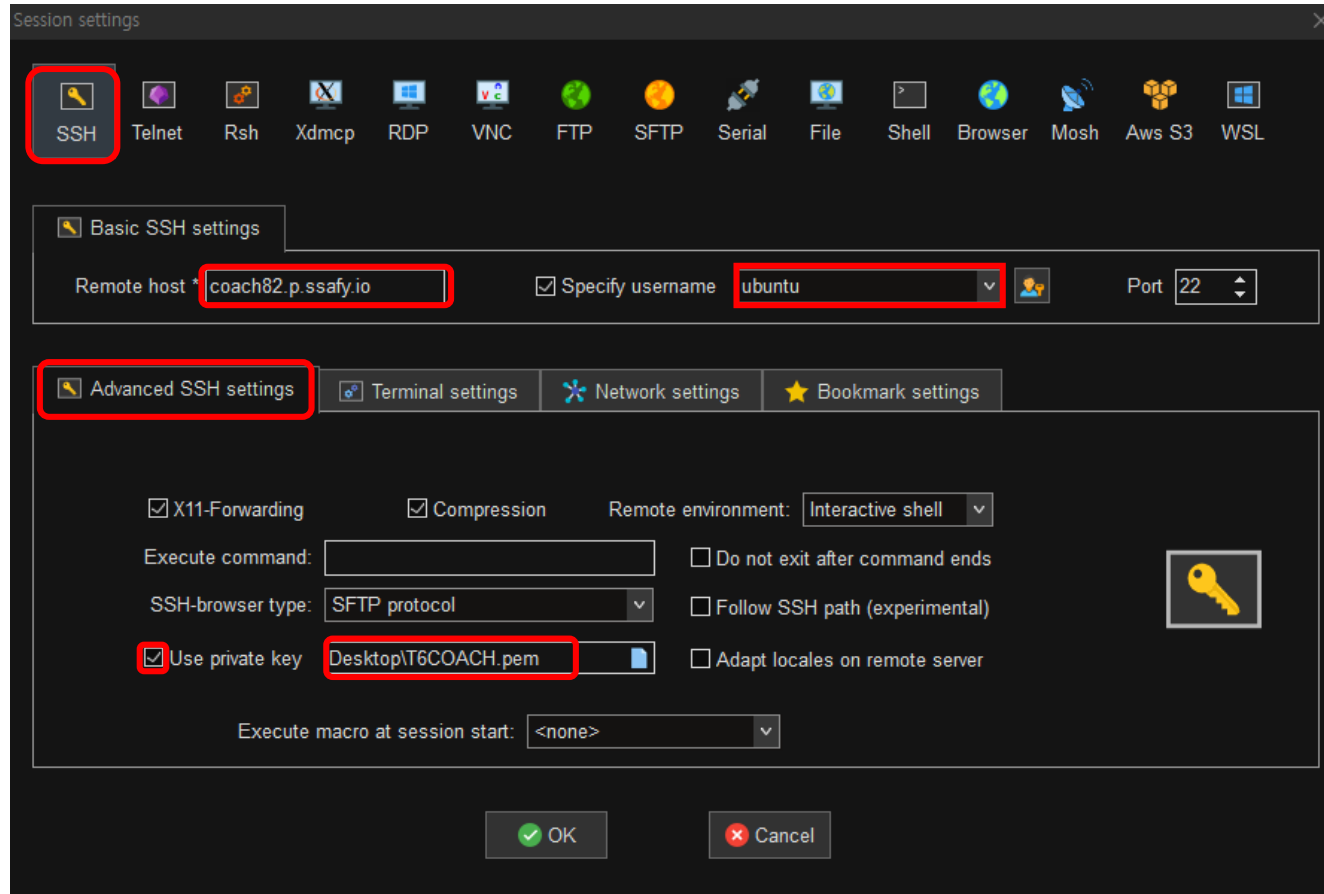 Session settings
SSH Telnet Rsh Xdmcp RDP VNC FTP SFTP Serial File Shell Browser Mosh Aws S3 WSL
Basic SSH settings
Remote host * coach82.p.ssafy.io Specify username ubuntu Port 22
Advanced SSH settings Terminal settings Network settings Bookmark settings
X11-Forwarding Compression Remote environment: Interactive shell
Execute command: Do not exit after command ends
SSH-browser type: SFTP protocol Follow SSH path (experimental)
Use private key Desktop\T6COACH.pem Adapt locales on remote server
Execute macro at session start: <none>
OK Cancel